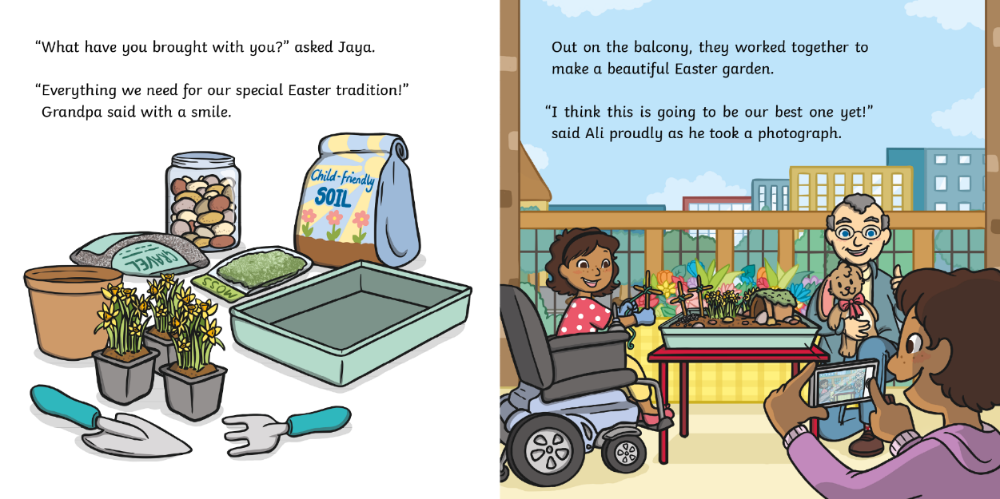 “What have you brought with you?” asked Jaya.
“Everything we need for our special Easter tradition!”
Grandpa said with a smile.
Child-friendly
SOIL
GRAVEL
MOSS
Out on the balcony, they worked together to
make a beautiful Easter garden.
“I think this is going to be our best one yet!”
said Ali proudly as he took a photograph.